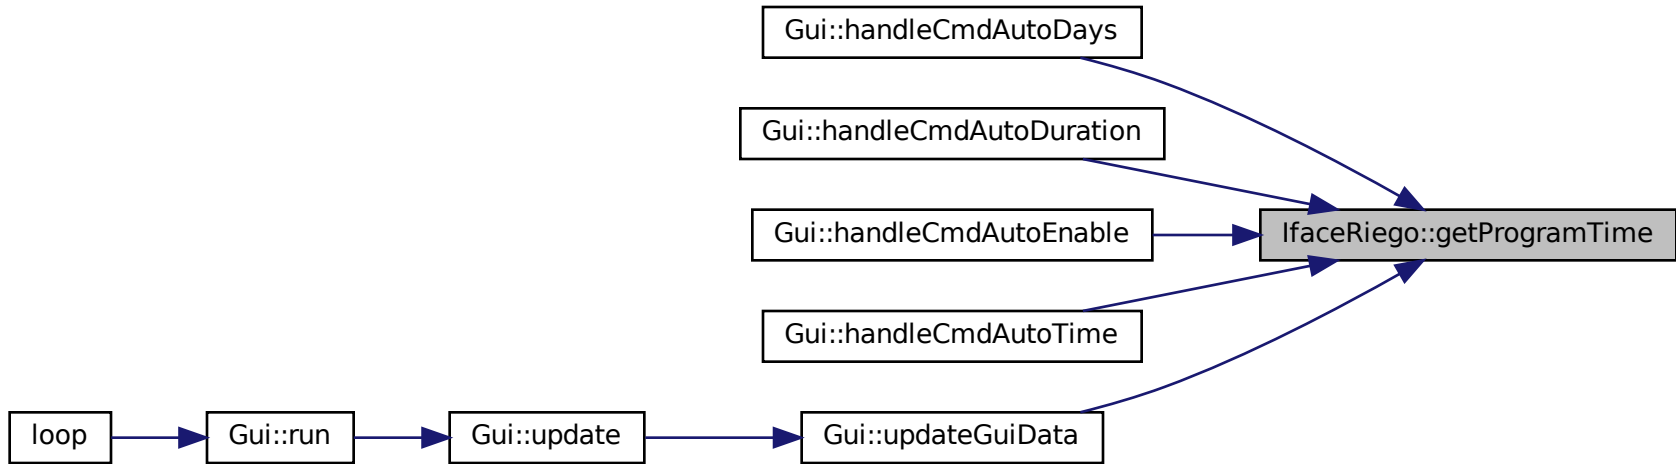 Gui::handleCmdAutoDays
Gui::handleCmdAutoDuration
Gui::handleCmdAutoEnable
IfaceRiego::getProgramTime
Gui::handleCmdAutoTime
loop
Gui::run
Gui::update
Gui::updateGuiData